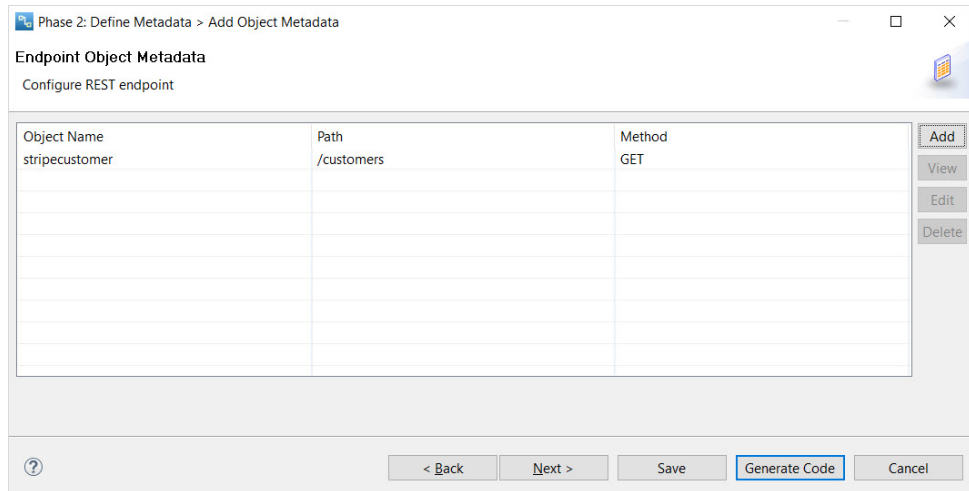 Phase 2: Define Metadata > Add Object Metadata
Endpoint Object Metadata
Configure REST endpoint
Object Name Path Method Add
stripecustomer /customers GET
View
Edit
Delete
< Back Next > Save Generate Code Cancel